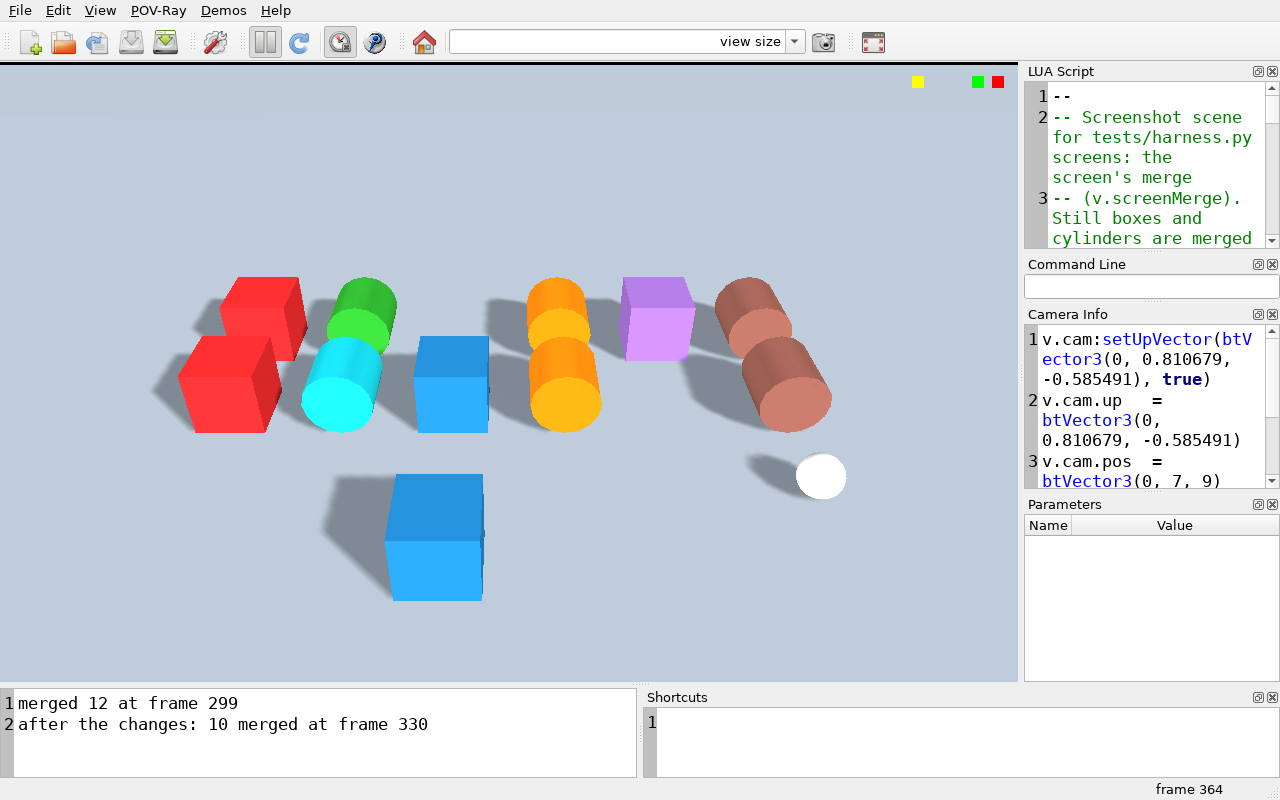 File Edit View POV-Ray Demos Help
view size
LUA Script
1 --
2 -- Screenshot scene
for tests/harness.py
screens: the
screen's merge
3 -- (v.screenMerge).
Still boxes and
cylinders are merged
Command Line
Camera Info
1 v.cam:setUpVector(btV
ector3(0, 0.810679,
-0.585491), true)
2 v.cam.up   =
btVector3(0,
0.810679, -0.585491)
3 v.cam.pos  =
btVector3(0, 7, 9)
Parameters
Name Value
1 merged 12 at frame 299
2 after the changes: 10 merged at frame 330
Shortcuts
1
frame 364